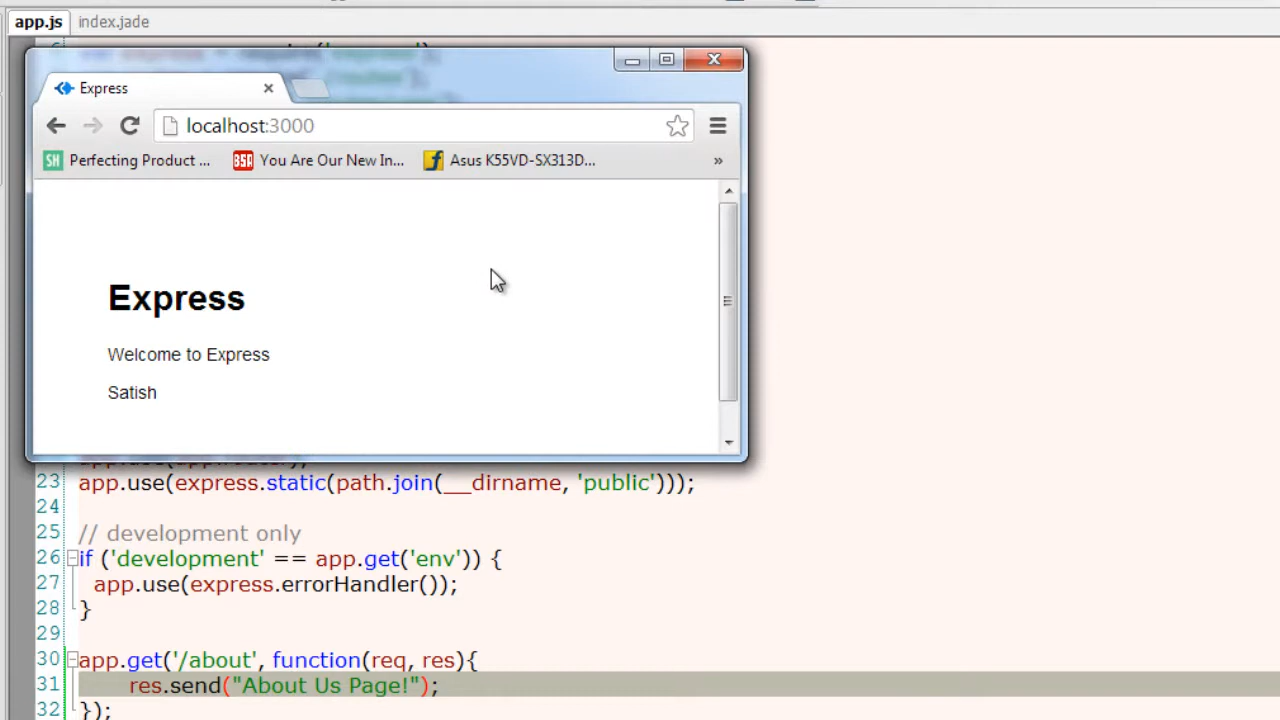 app.js index.jade
Express
localhost:3000
SH Perfecting Product ... BSA You Are Our New In... f Asus K55VD-SX313D... »
Express
Welcome to Express
Satish
23 app.use(express.static(path.join(__dirname, 'public')));
24
25 // development only
26 if ('development' == app.get('env')) {
27 app.use(express.errorHandler());
28 }
29
30 app.get('/about', function(req, res){
31 res.send("About Us Page!");
32 });